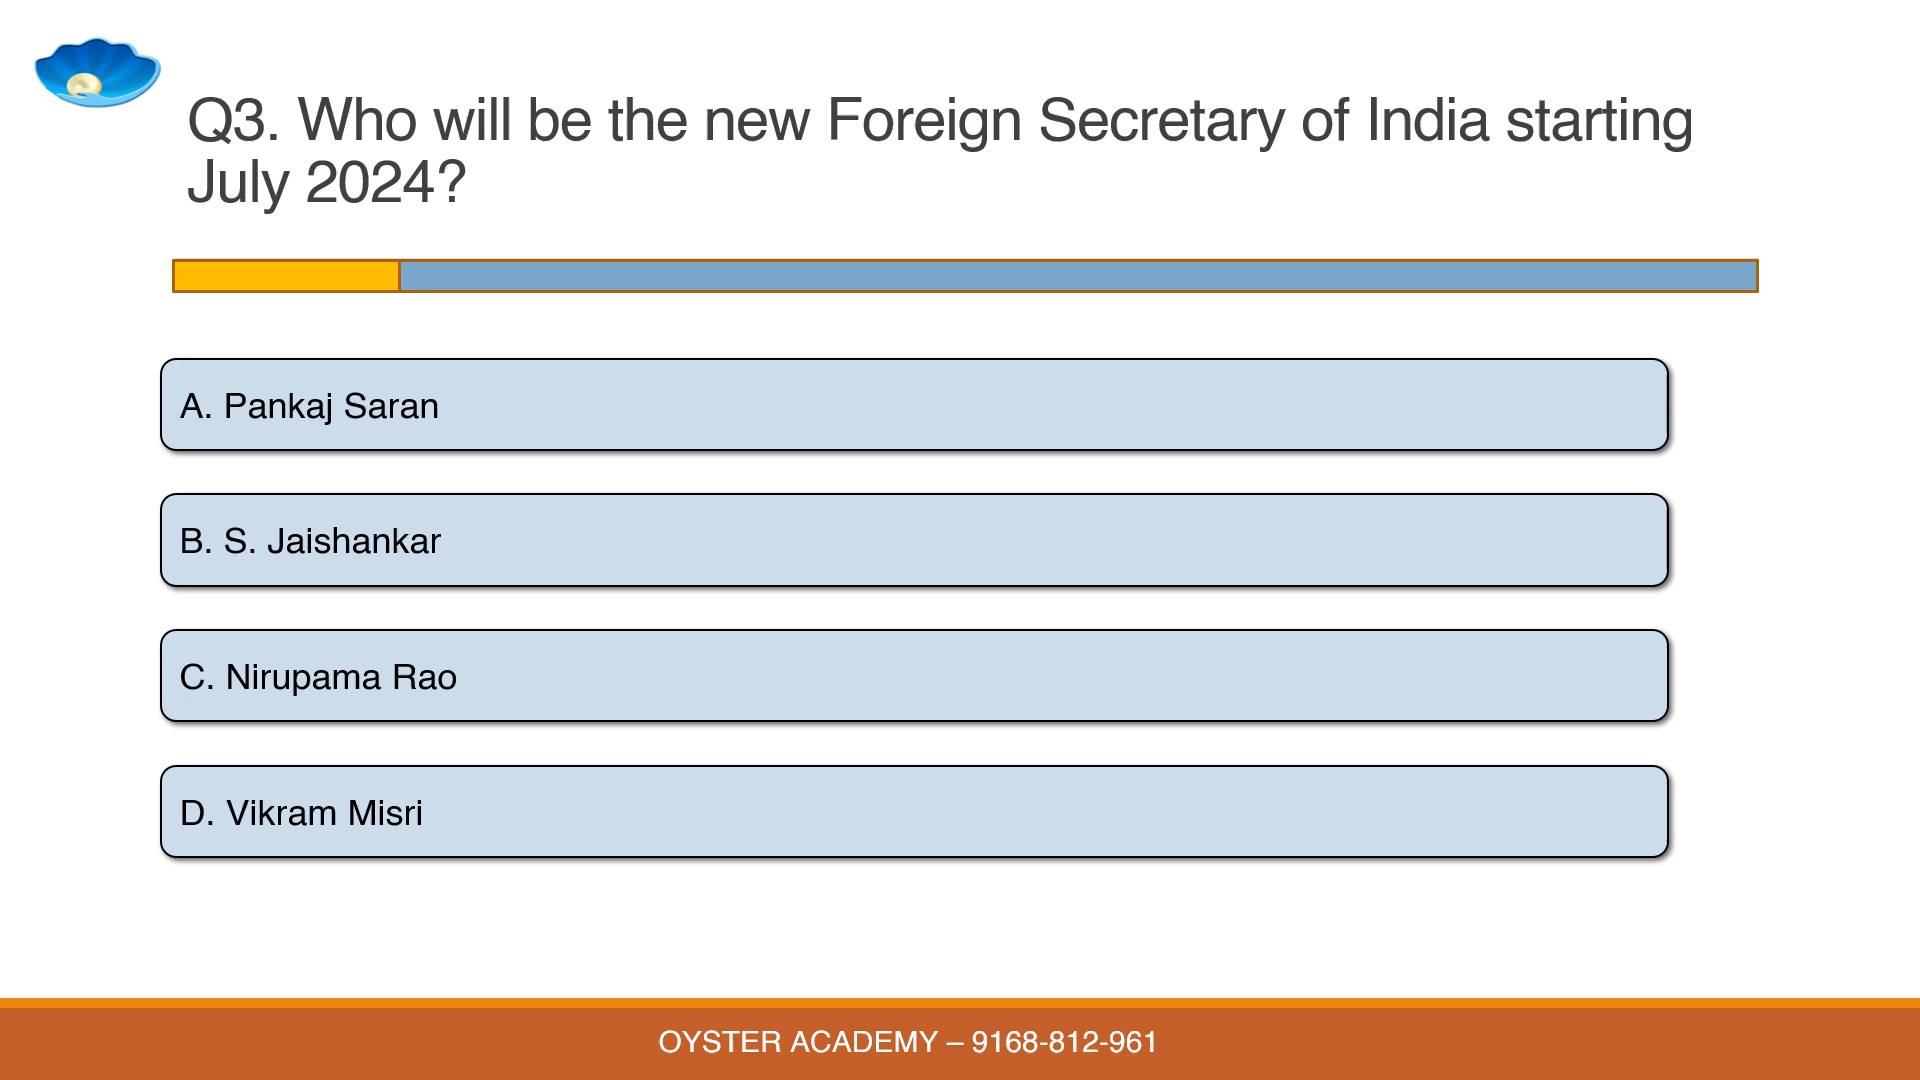 Q3. Who will be the new Foreign Secretary of India starting
July 2024?
A. Pankaj Saran
B. S. Jaishankar
C. Nirupama Rao
D. Vikram Misri
OYSTER ACADEMY – 9168-812-961